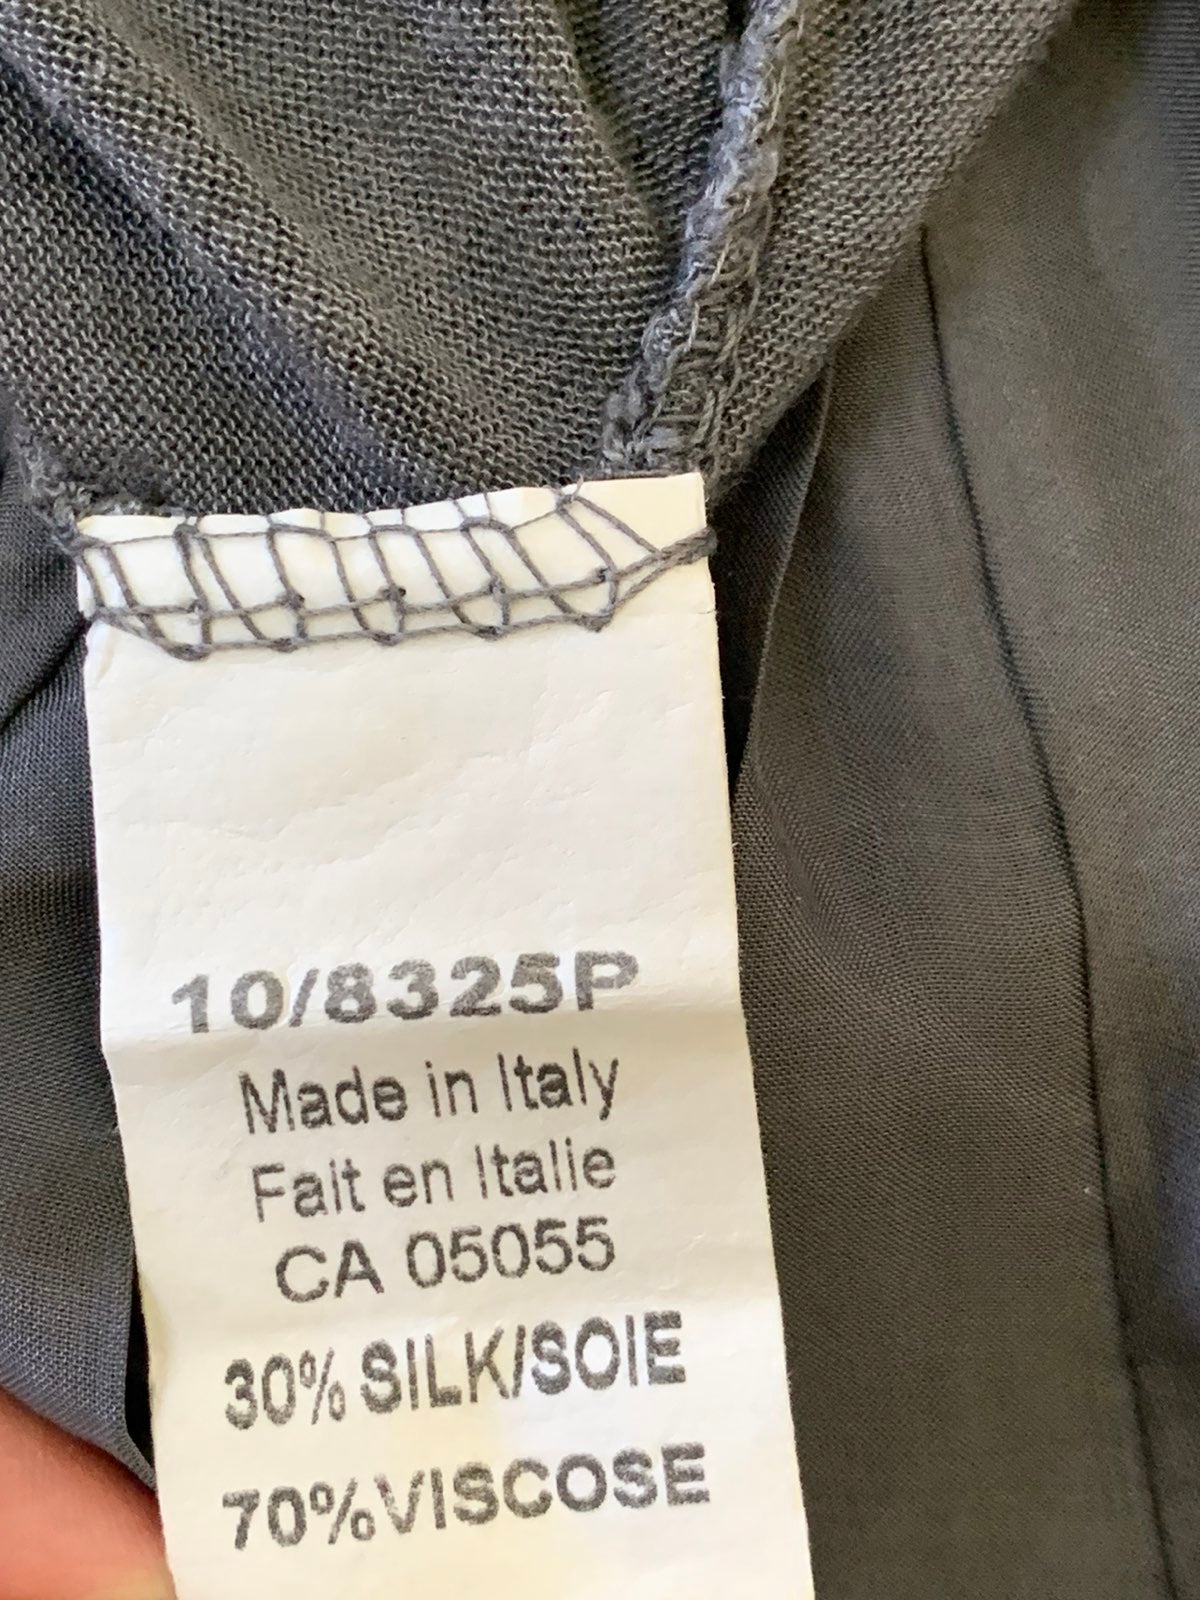 10/8325P
Made in Italy
Fait en Italie
CA 05055
30% SILK/SOIE
70% VISCOSE